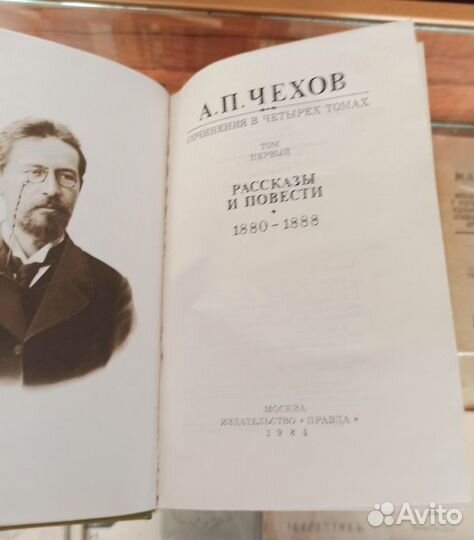 А.П. ЧЕХОВ
СОЧИНЕНИЯ В ЧЕТЫРЕХ ТОМАХ
ТОМ
ПЕРВЫЙ
РАССКАЗЫ
И ПОВЕСТИ
1880-1888
МОСКВА
ИЗДАТЕЛЬСТВО «ПРАВДА»
1984
Avito